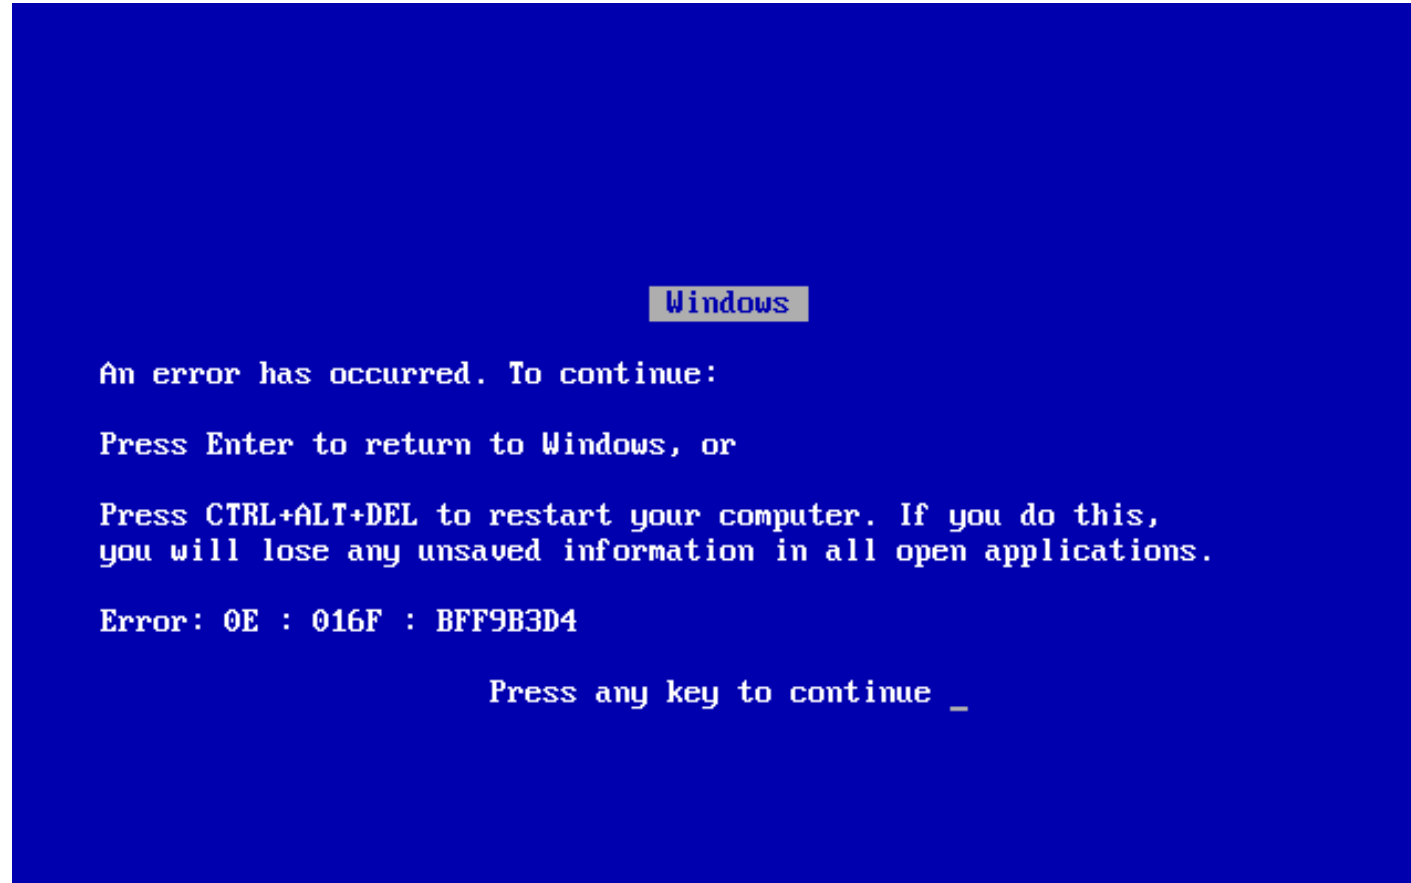 Windows
An error has occurred. To continue:
Press Enter to return to Windows, or
Press CTRL+ALT+DEL to restart your computer. If you do this,
you will lose any unsaved information in all open applications.
Error: 0E : 016F : BFF9B3D4
Press any key to continue _